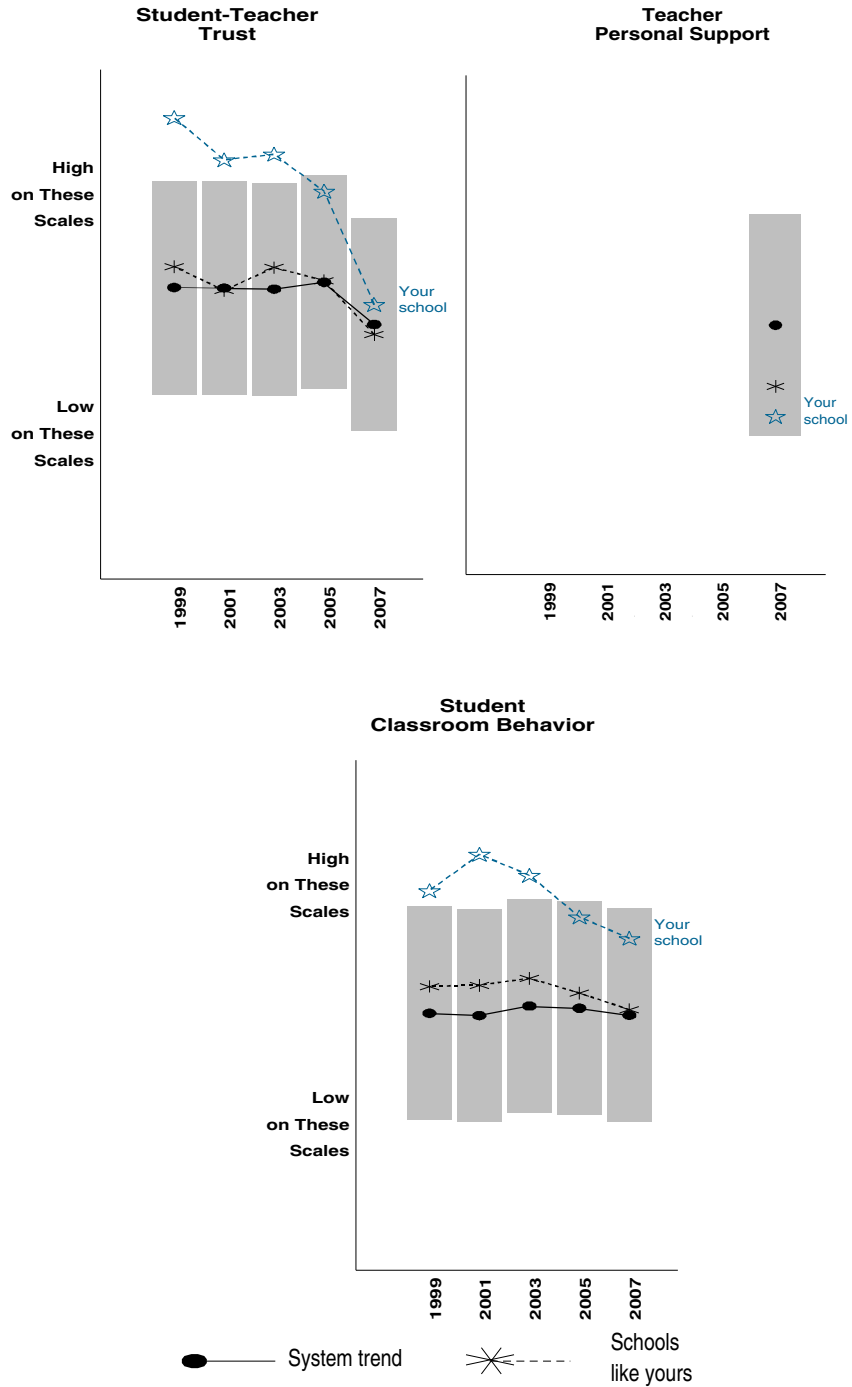 Student-Teacher
Trust
High
on These
Scales
Low
on These
Scales
Your
school
1999
2001
2003
2005
2007
Teacher
Personal Support
Your
school
1999
2001
2003
2005
2007
Student
Classroom Behavior
High
on These
Scales
Low
on These
Scales
Your
school
1999
2001
2003
2005
2007
System trend
Schools
like yours